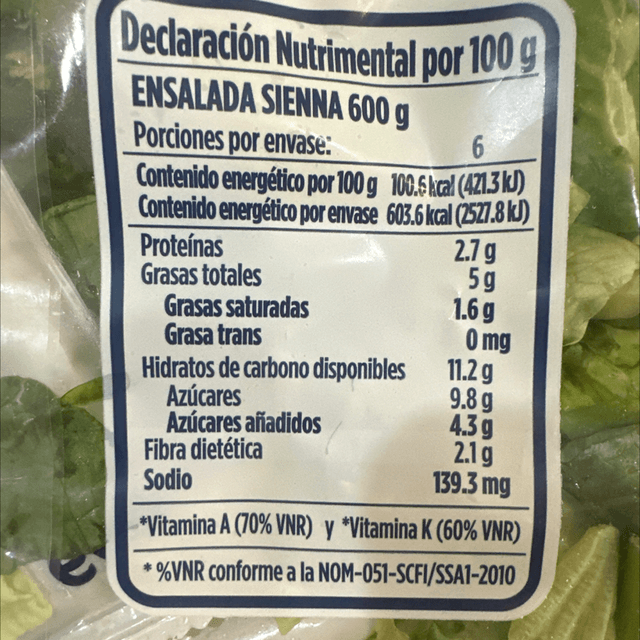 Declaración Nutrimental por 100 g
ENSALADA SIENNA 600 g
Porciones por envase: 6
Contenido energético por 100 g 100.6 kcal (421.3 kJ)
Contenido energético por envase 603.6 kcal (2527.8 kJ)
Proteínas 2.7 g
Grasas totales 5 g
Grasas saturadas 1.6 g
Grasa trans 0 mg
Hidratos de carbono disponibles 11.2 g
Azúcares 9.8 g
Azúcares añadidos 4.3 g
Fibra dietética 2.1 g
Sodio 139.3 mg
*Vitamina A (70% VNR) y *Vitamina K (60% VNR)
* %VNR conforme a la NOM-051-SCFI/SSA1-2010